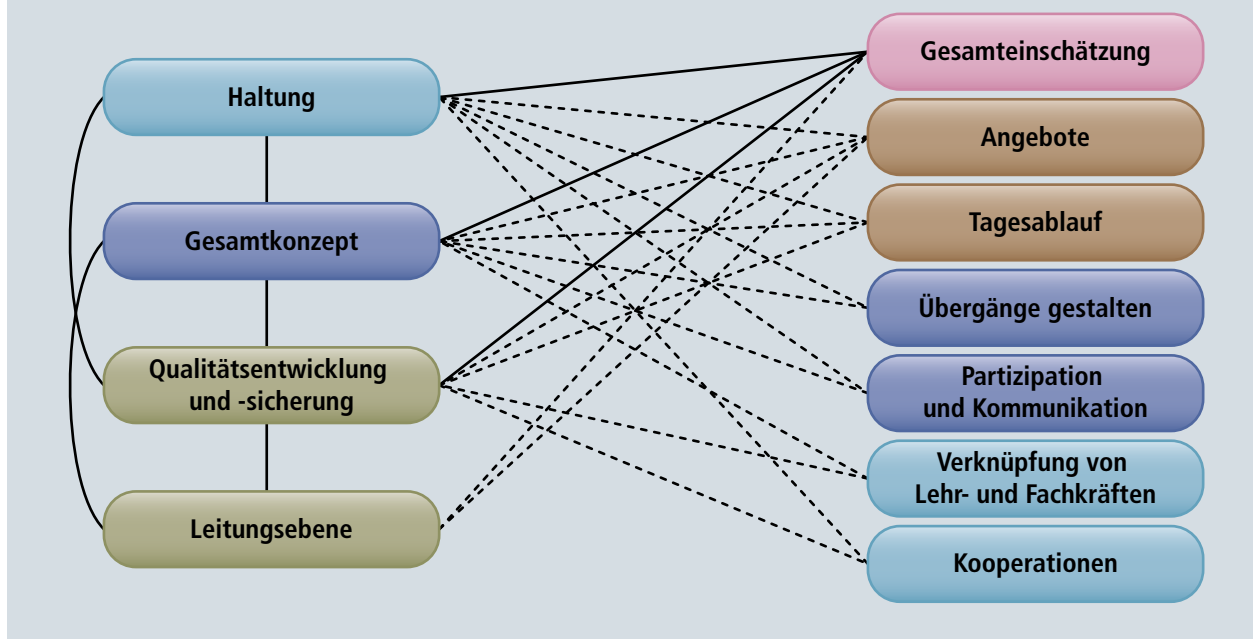 Haltung
Gesamtkonzept
Qualitätsentwicklung
und -sicherung
Leitungsebene
Gesamteinschätzung
Angebote
Tagesablauf
Übergänge gestalten
Partizipation
und Kommunikation
Verknüpfung von
Lehr- und Fachkräften
Kooperationen